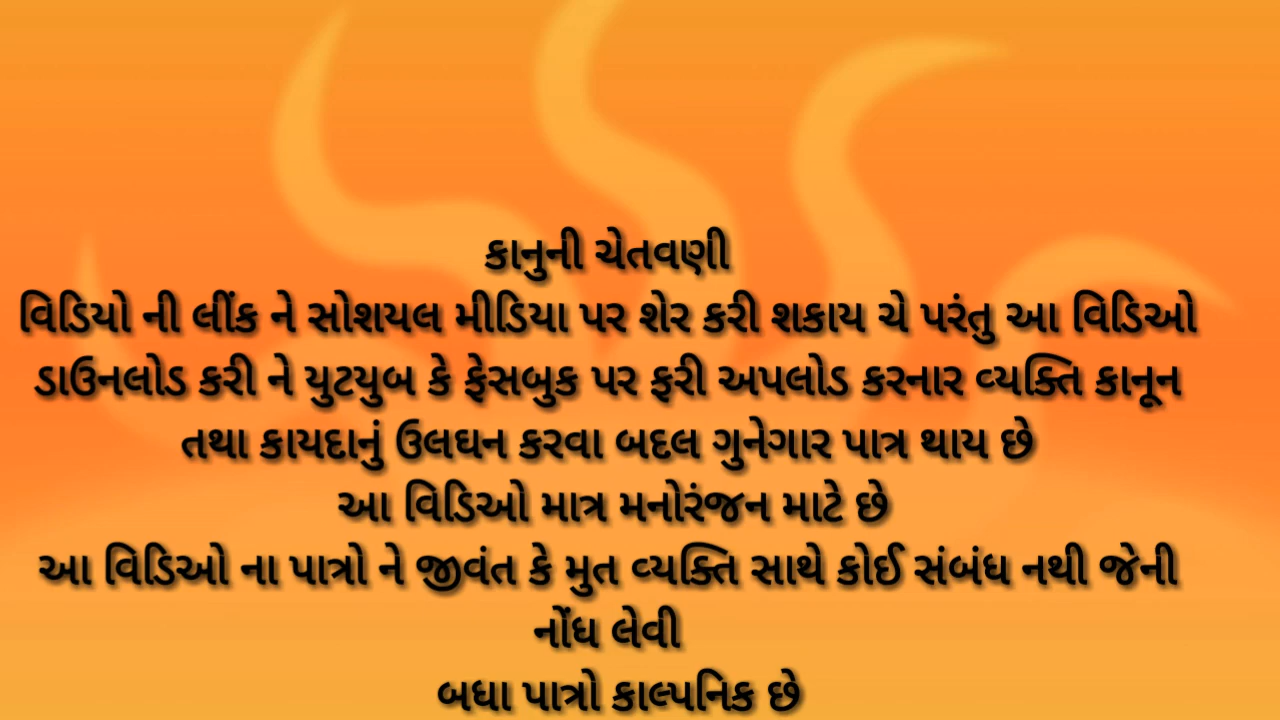 કાનુની ચેતવણી
વિડિયો ની લીંક ને સોશયલ મીડિયા પર શેર કરી શકાય ચે પરંતુ આ વિડિઓ
ડાઉનલોડ કરી ને યુટયુબ કે ફેસબુક પર ફરી અપલોડ કરનાર વ્યક્તિ કાનૂન
તથા કાયદાનું ઉલઘન કરવા બદલ ગુનેગાર પાત્ર થાય છે
આ વિડિઓ માત્ર મનોરંજન માટે છે
આ વિડિઓ ના પાત્રો ને જીવંત કે મુત વ્યક્તિ સાથે કોઈ સંબંધ નથી જેની
નોંધ લેવી
બધા પાત્રો કાલ્પનિક છે